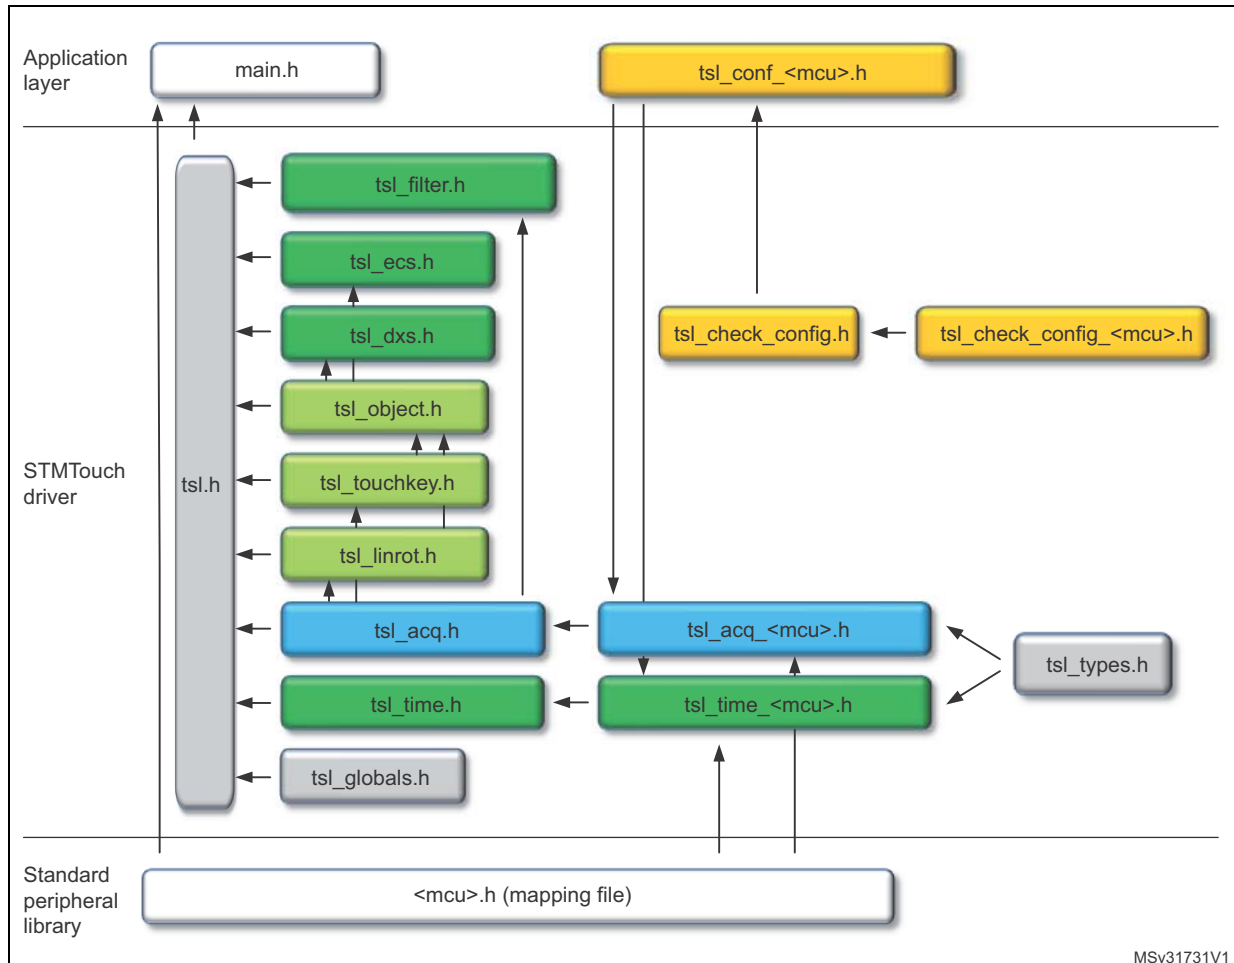 Application
layer
main.h
tsl_conf_<mcu>.h
STMTouch
driver
tsl.h
tsl_filter.h
tsl_ecs.h
tsl_dxs.h
tsl_object.h
tsl_touchkey.h
tsl_linrot.h
tsl_acq.h
tsl_time.h
tsl_globals.h
tsl_check_config.h
tsl_check_config_<mcu>.h
tsl_acq_<mcu>.h
tsl_time_<mcu>.h
tsl_types.h
Standard
peripheral
library
<mcu>.h (mapping file)
MSv31731V1